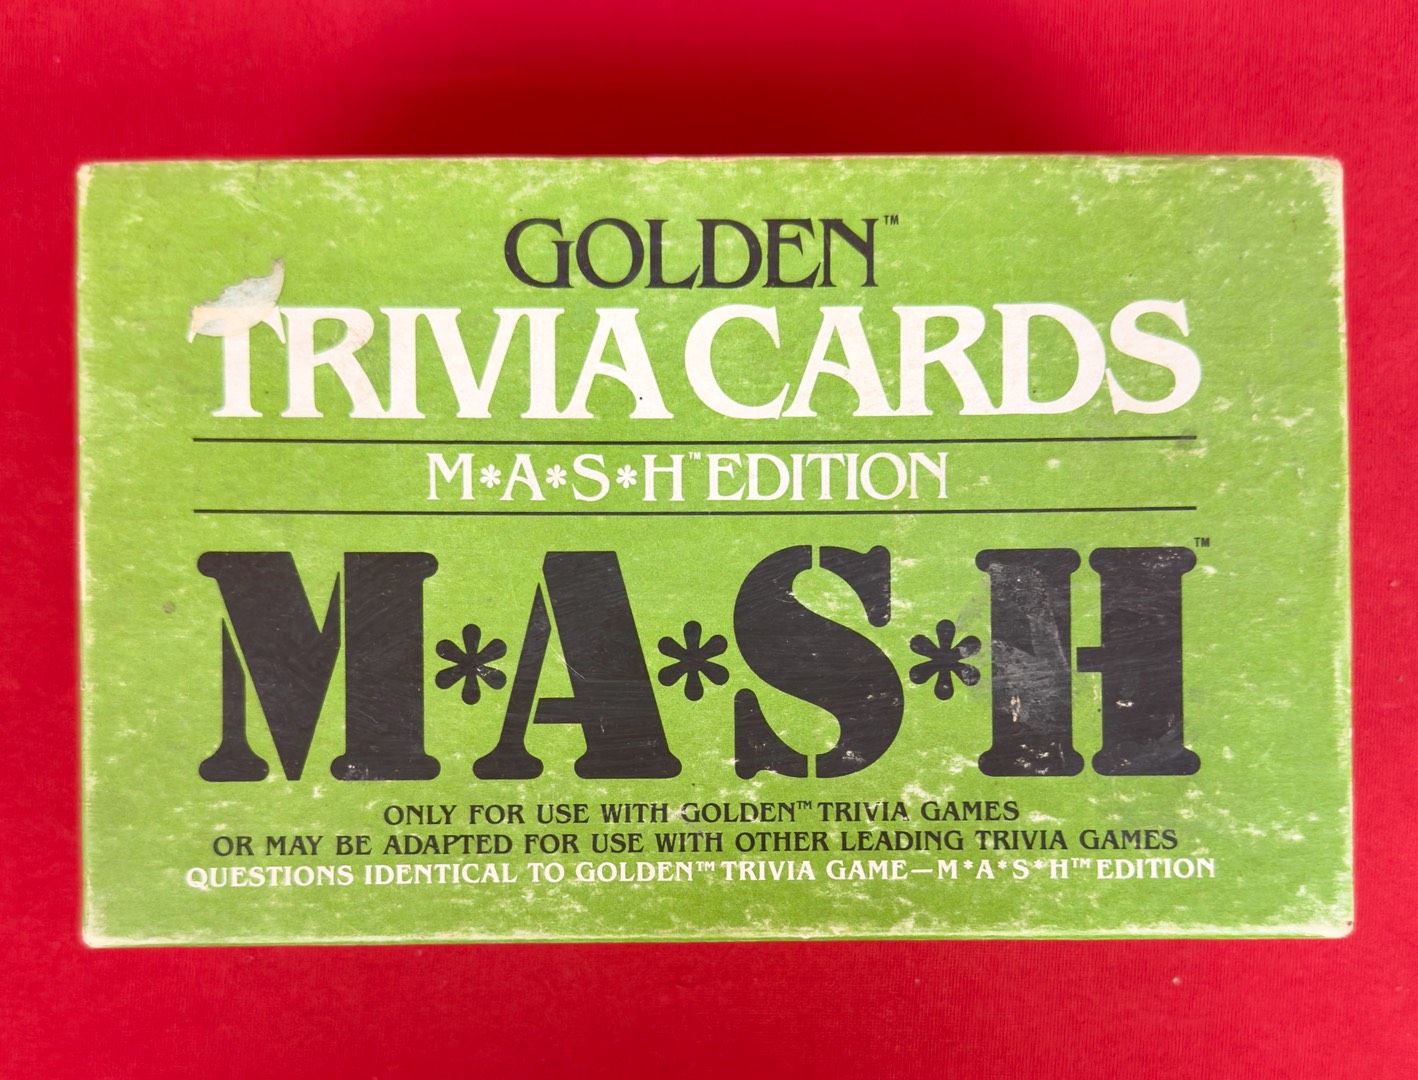 GOLDEN™
TRIVIA CARDS
M*A*S*H™ EDITION
M*A*S*H™
ONLY FOR USE WITH GOLDEN™ TRIVIA GAMES
OR MAY BE ADAPTED FOR USE WITH OTHER LEADING TRIVIA GAMES
QUESTIONS IDENTICAL TO GOLDEN™ TRIVIA GAME—M*A*S*H™ EDITION